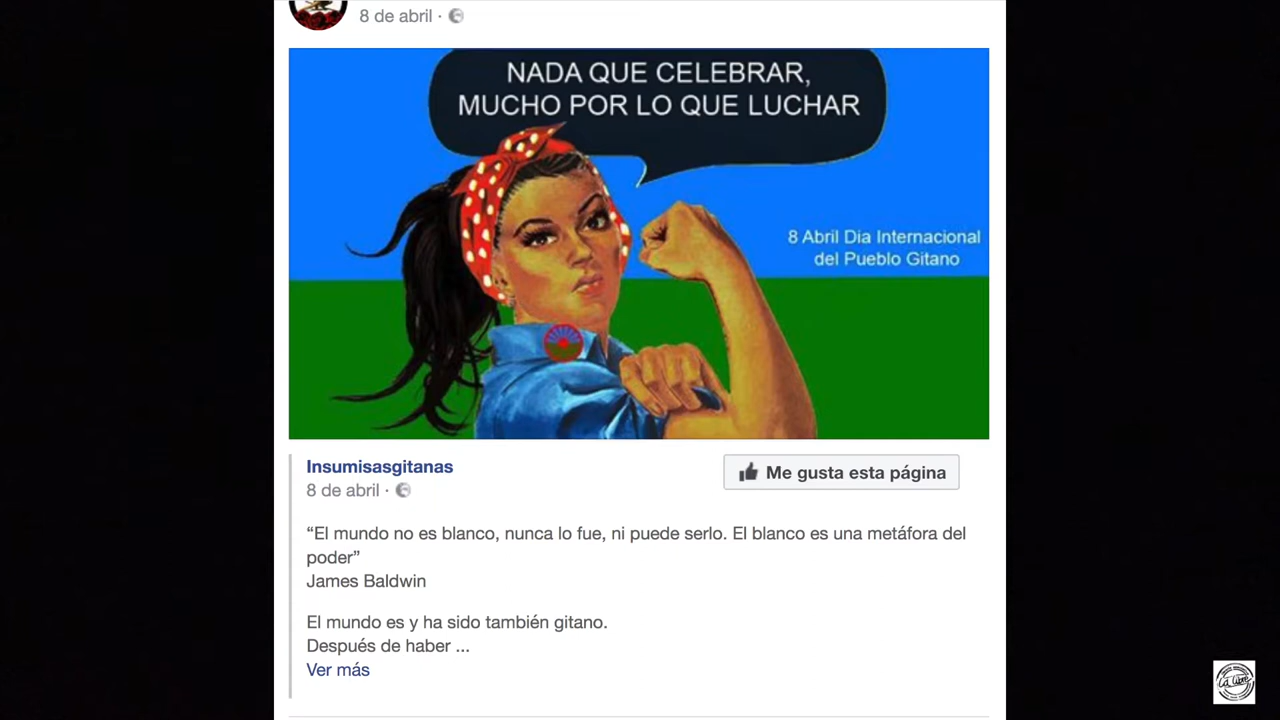 8 de abril ·
NADA QUE CELEBRAR,
MUCHO POR LO QUE LUCHAR
8 Abril Dia Internacional
del Pueblo Gitano
Insumisasgitanas
8 de abril ·
Me gusta esta página
“El mundo no es blanco, nunca lo fue, ni puede serlo. El blanco es una metáfora del
poder”
James Baldwin
El mundo es y ha sido también gitano.
Después de haber ...
Ver más